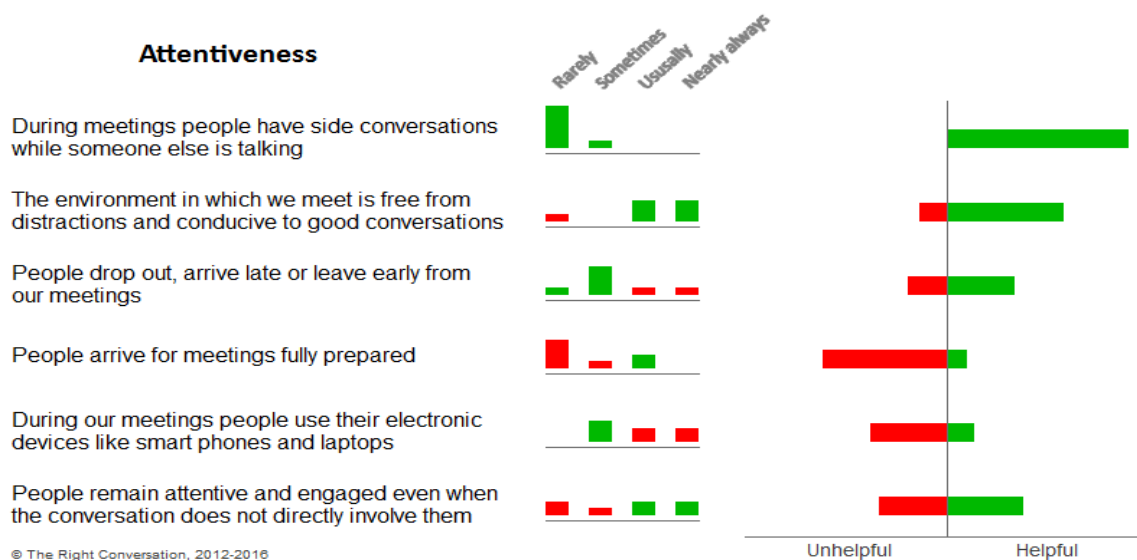 Attentiveness
Rarely
Sometimes
Ususally
Nearly always
During meetings people have side conversations
while someone else is talking
The environment in which we meet is free from
distractions and conducive to good conversations
People drop out, arrive late or leave early from
our meetings
People arrive for meetings fully prepared
During our meetings people use their electronic
devices like smart phones and laptops
People remain attentive and engaged even when
the conversation does not directly involve them
© The Right Conversation, 2012-2016
Unhelpful
Helpful